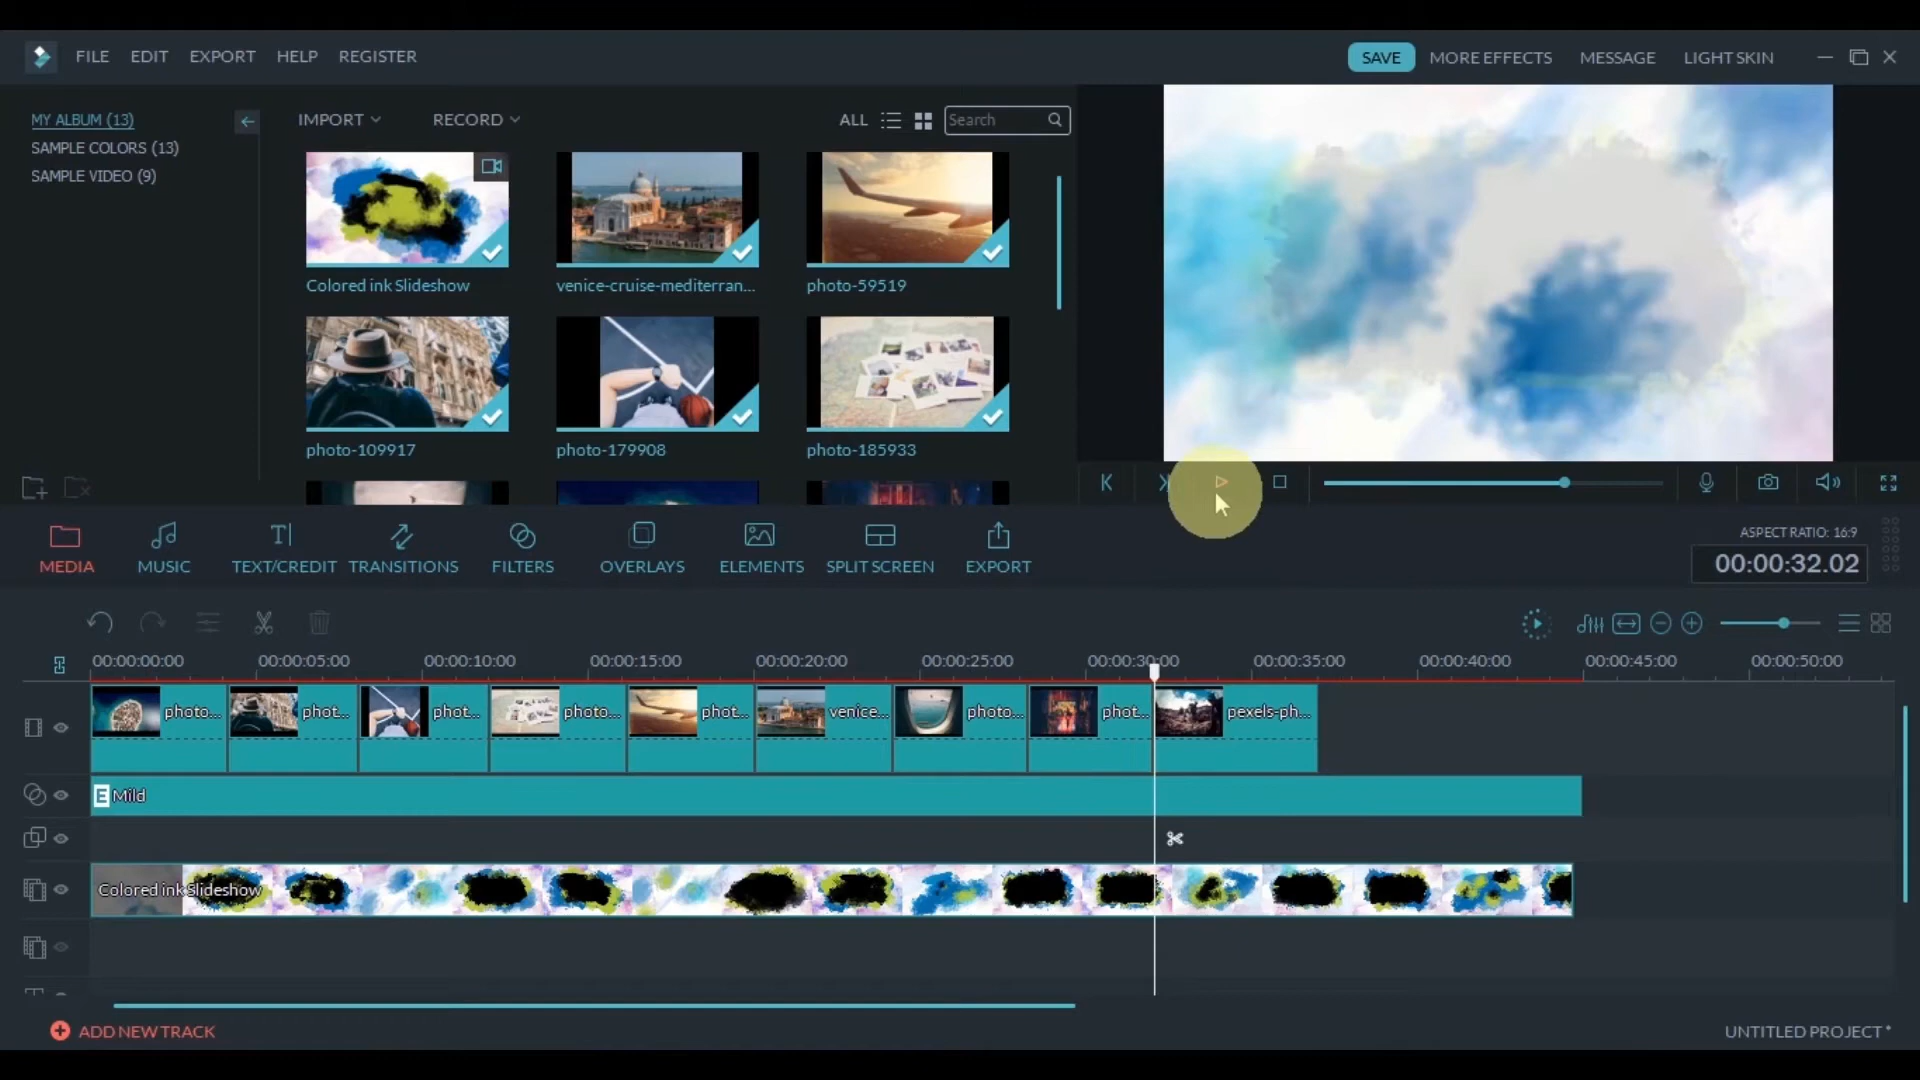 FILE EDIT EXPORT HELP REGISTER
SAVE MORE EFFECTS MESSAGE LIGHT SKIN
MY ALBUM (13)
SAMPLE COLORS (13)
SAMPLE VIDEO (9)
IMPORT RECORD ALL Search
Colored ink Slideshow venice-cruise-mediterran... photo-59519
photo-109917 photo-179908 photo-185933
MEDIA MUSIC TEXT/CREDIT TRANSITIONS FILTERS OVERLAYS ELEMENTS SPLIT SCREEN EXPORT
ASPECT RATIO: 16:9
00:00:32.02
00:00:00:00 00:00:05:00 00:00:10:00 00:00:15:00 00:00:20:00 00:00:25:00 00:00:30:00 00:00:35:00 00:00:40:00 00:00:45:00 00:00:50:00
photo... phot... phot... photo... phot... venice... photo... phot... pexels-ph...
E Mild
Colored ink Slideshow
ADD NEW TRACK
UNTITLED PROJECT *